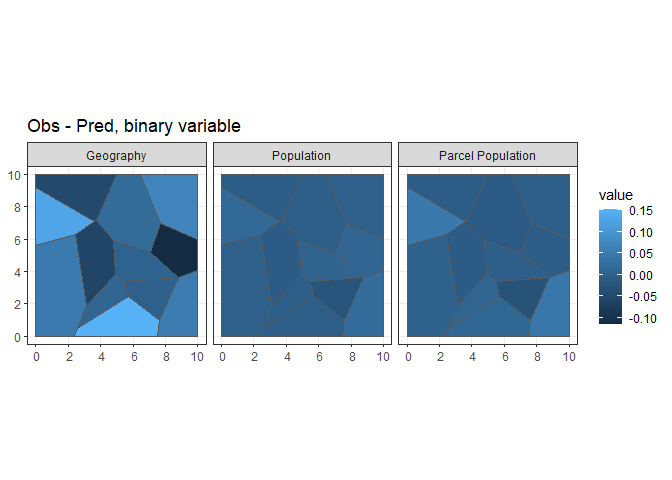 Obs - Pred, binary variable
Geography
Population
Parcel Population
10
8
6
4
2
0
0 2 4 6 8 10
0 2 4 6 8 10
0 2 4 6 8 10
value
0.15
0.10
0.05
0.00
-0.05
-0.10